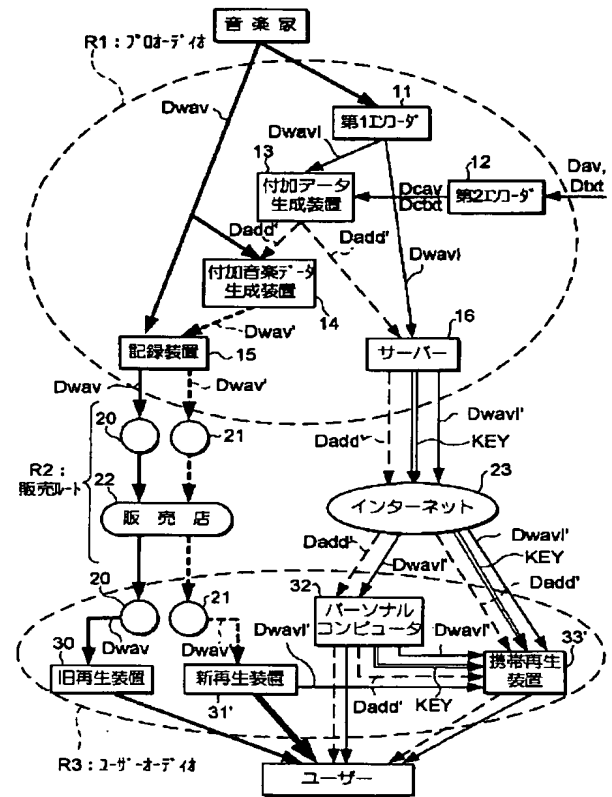 音楽家
R1：プロオーディオ
Dwav
11
第1エンコーダ
Dwavl
13
付加データ
生成装置
12
第2エンコーダ
Dcav
Dctxt
Dav,
Dtxt
Dadd'
Dadd'
Dwavl
付加音楽データ
生成装置
14
Dwav'
16
記録装置
15
サーバー
Dwav
Dwav'
Dwavl'
KEY
Dadd'
20
21
R2：
販売ルート
22
販売店
23
インターネット
Dadd'
Dwavl'
Dwavl'
KEY
Dadd'
20
21
32
パーソナル
コンピュータ
Dwav
Dwav'
Dwavl'
Dwavl'
30
旧再生装置
新再生装置
31'
Dadd'
KEY
33'
携帯再生
装置
R3：ユーザーオーディオ
ユーザー